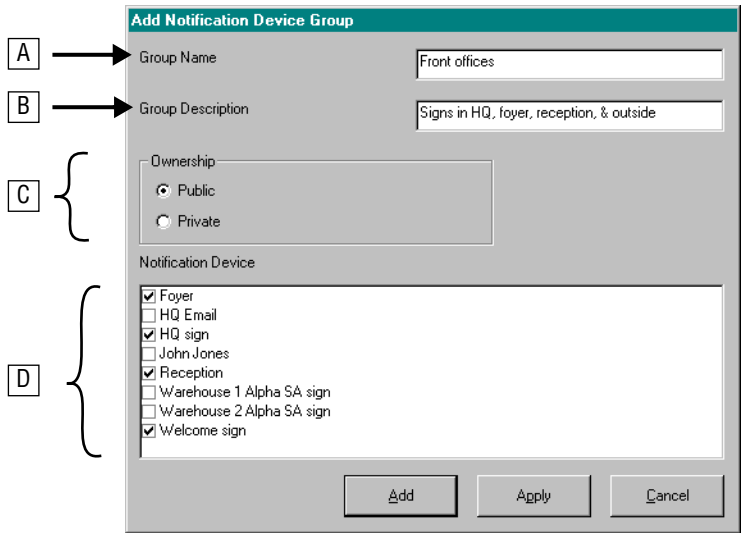 Add Notification Device Group
A
Group Name
Front offices
B
Group Description
Signs in HQ, foyer, reception, & outside
C
Ownership
Public
Private
Notification Device
D
Foyer
HQ Email
HQ sign
John Jones
Reception
Warehouse 1 Alpha SA sign
Warehouse 2 Alpha SA sign
Welcome sign
Add
Apply
Cancel